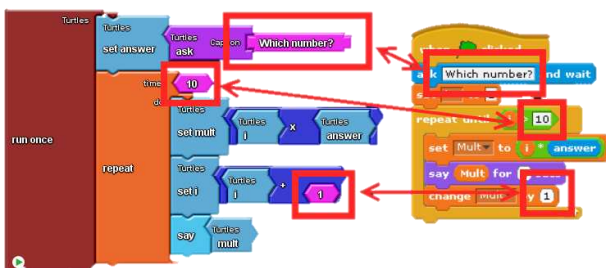 Turtles
Turtles
set answer
Turtles
ask
Caption
Which number?
times
10
do
Turtles
set mult
Turtles
i
x
Turtles
answer
run once
repeat
Turtles
set i
Turtles
i
+
1
say
Turtles
mult
when clicked
ask Which number? and wait
repeat until 10
set Mult to i * answer
say Mult for
change Mult by 1